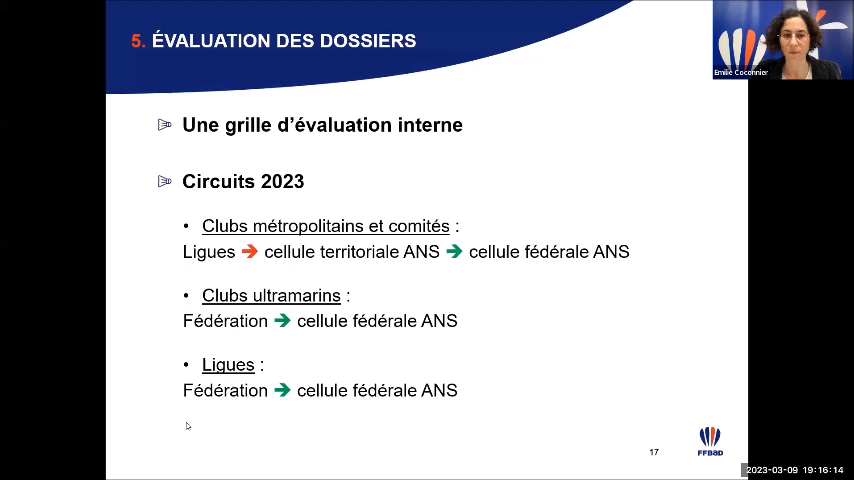 5. ÉVALUATION DES DOSSIERS
Emilie Coconnier
Une grille d'évaluation interne
Circuits 2023
• Clubs métropolitains et comités :
Ligues ➔ cellule territoriale ANS ➔ cellule fédérale ANS
• Clubs ultramarins :
Fédération ➔ cellule fédérale ANS
• Ligues :
Fédération ➔ cellule fédérale ANS
17
FFBaD
2023-03-09 19:16:14